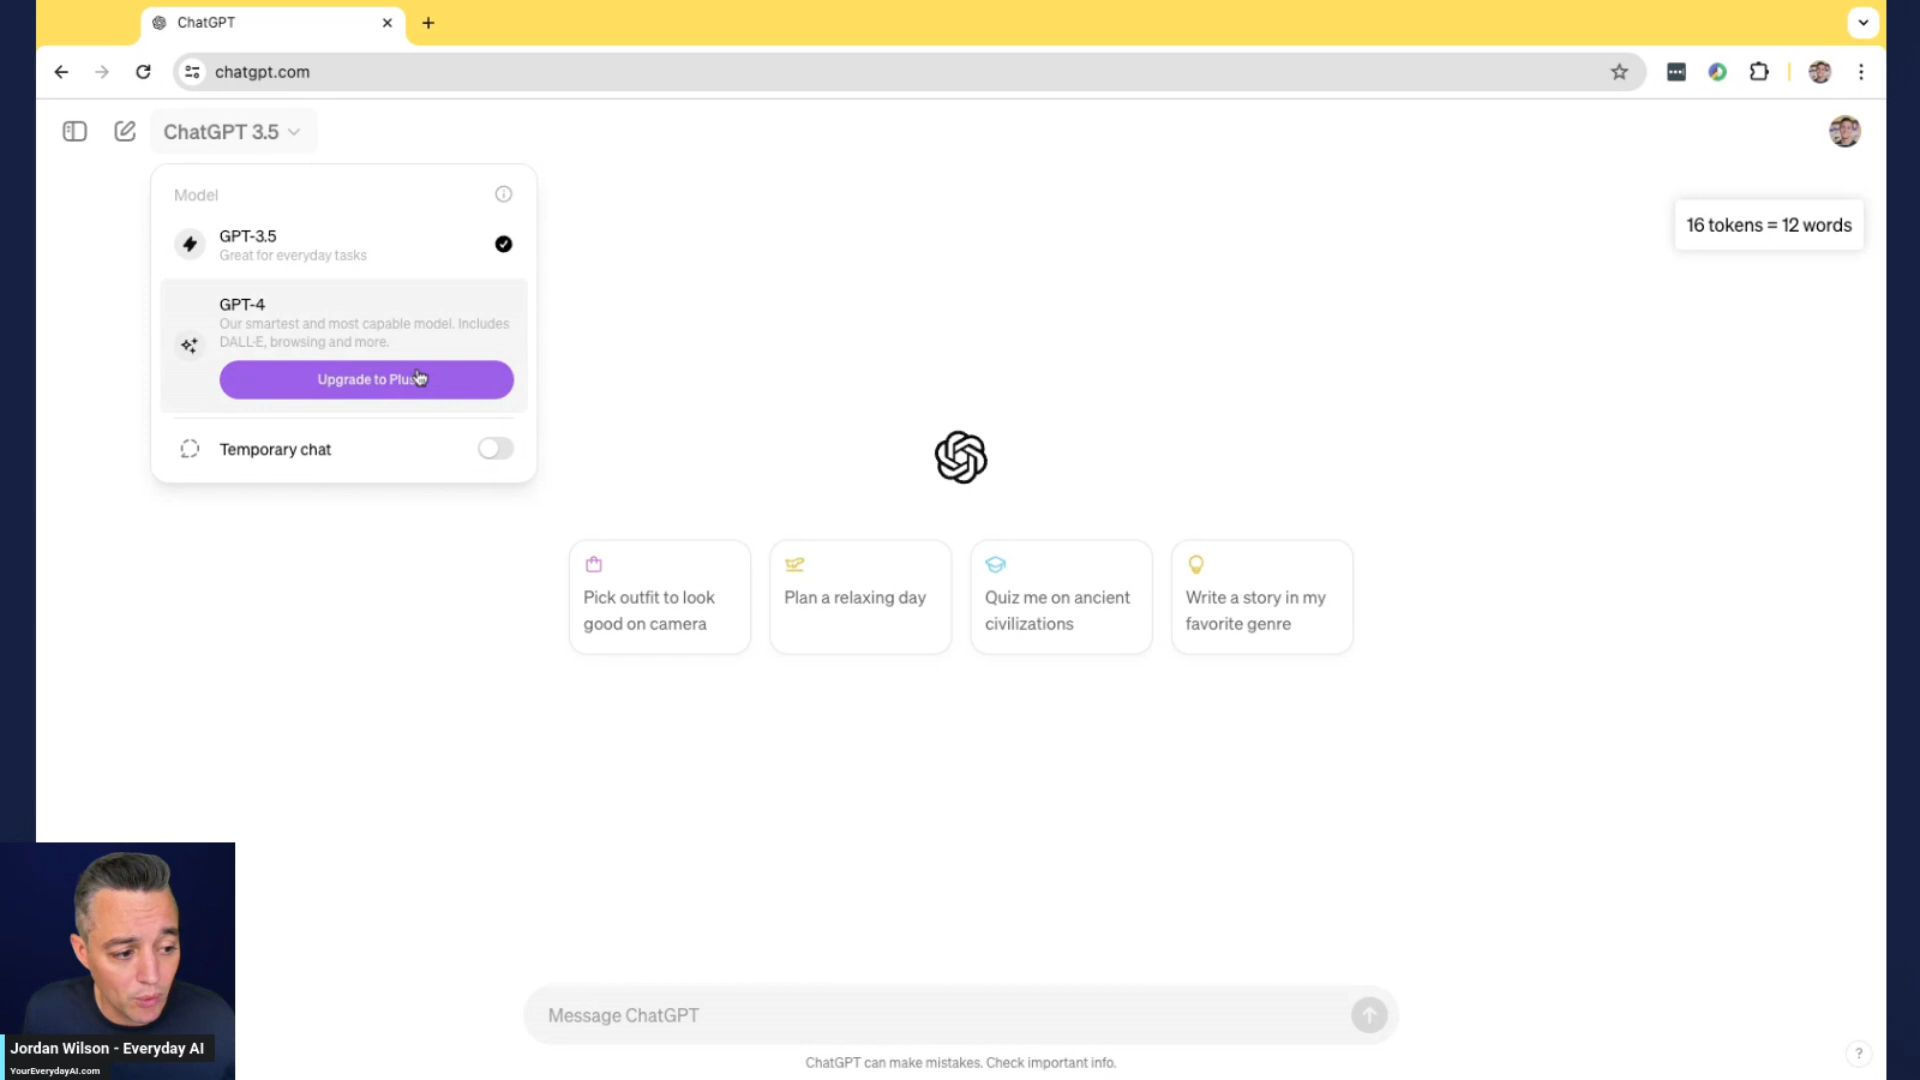 ChatGPT
chatgpt.com
ChatGPT 3.5
Model
GPT-3.5
Great for everyday tasks
16 tokens = 12 words
GPT-4
Our smartest and most capable model. Includes
DALL·E, browsing and more.
Upgrade to Plus
Temporary chat
Pick outfit to look
good on camera
Plan a relaxing day
Quiz me on ancient
civilizations
Write a story in my
favorite genre
Message ChatGPT
ChatGPT can make mistakes. Check important info.
?
Jordan Wilson - Everyday AI
YourEverydayAI.com